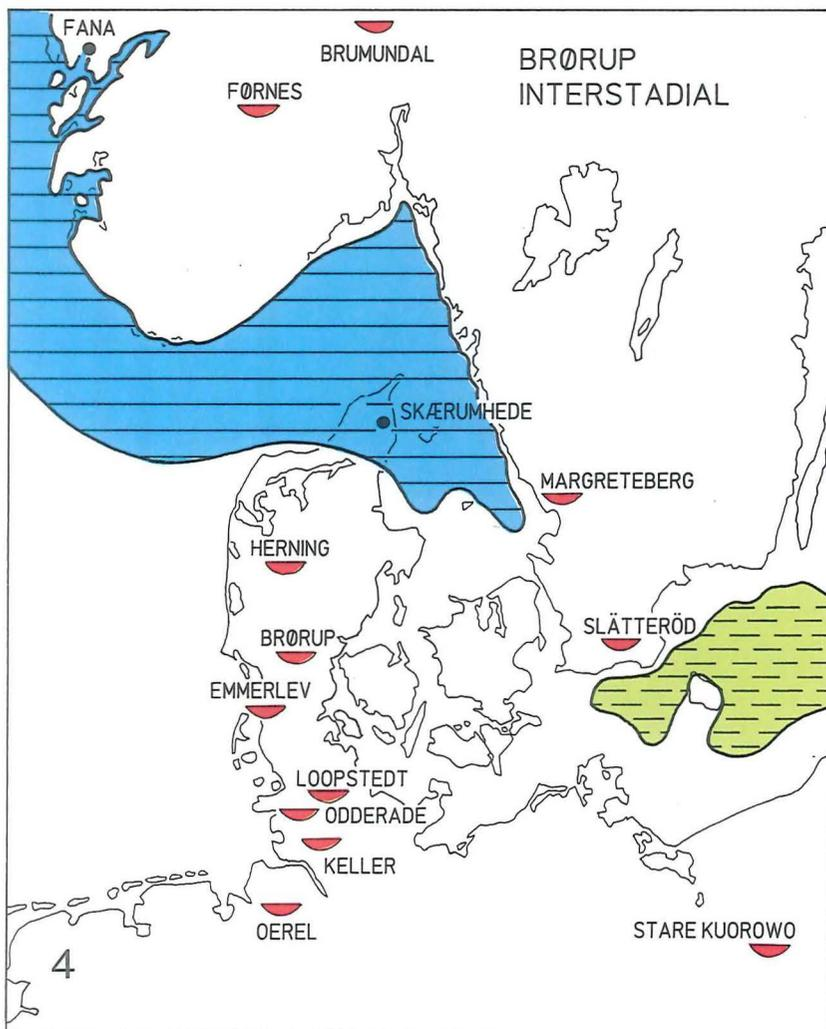 FANA
BRUMUNDAL
BRØRUP
INTERSTADIAL
FØRNES
SKÆRUMHEDE
MARGRETEBERG
HERNING
SLÄTTERÖD
BRØRUP
EMMERLEV
LOOPSTEDT
ODDERADE
KELLER
OEREL
STARE KUOROWO
4